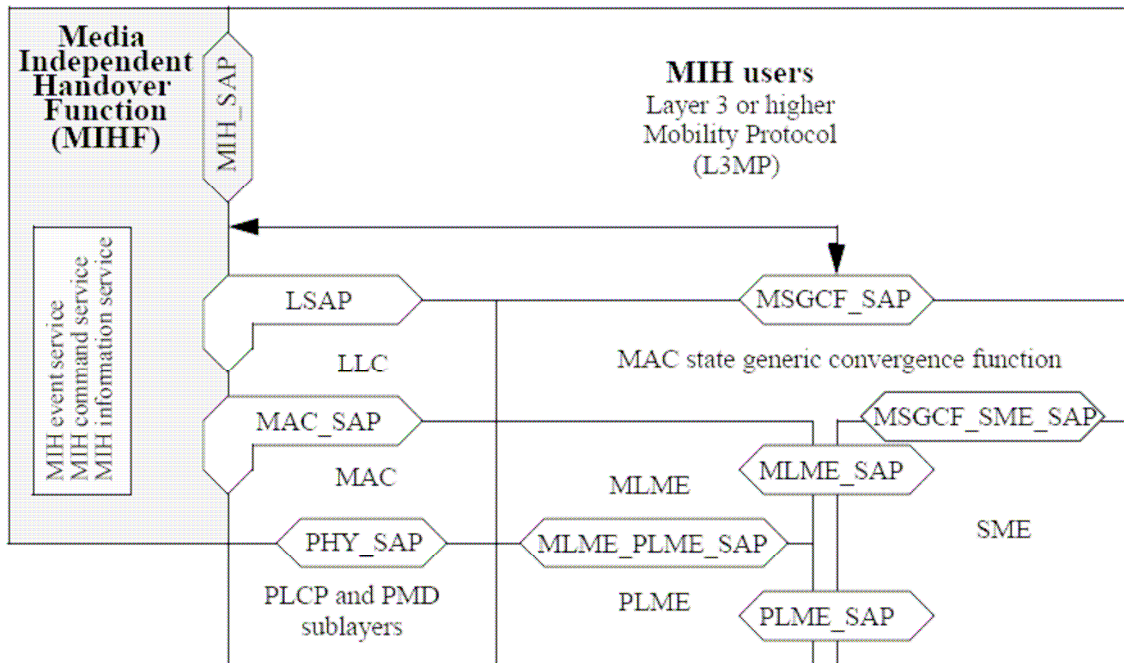 Media
Independent
Handover
Function
(MIHF)
MIH_SAP
MIH users
Layer 3 or higher
Mobility Protocol
(L3MP)
MIH event service
MIH command service
MIH information service
LSAP
MSGCF_SAP
LLC
MAC state generic convergence function
MAC_SAP
MSGCF_SME_SAP
MLME_SAP
MAC
MLME
SME
PHY_SAP
MLME_PLME_SAP
PLCP and PMD
sublayers
PLME
PLME_SAP